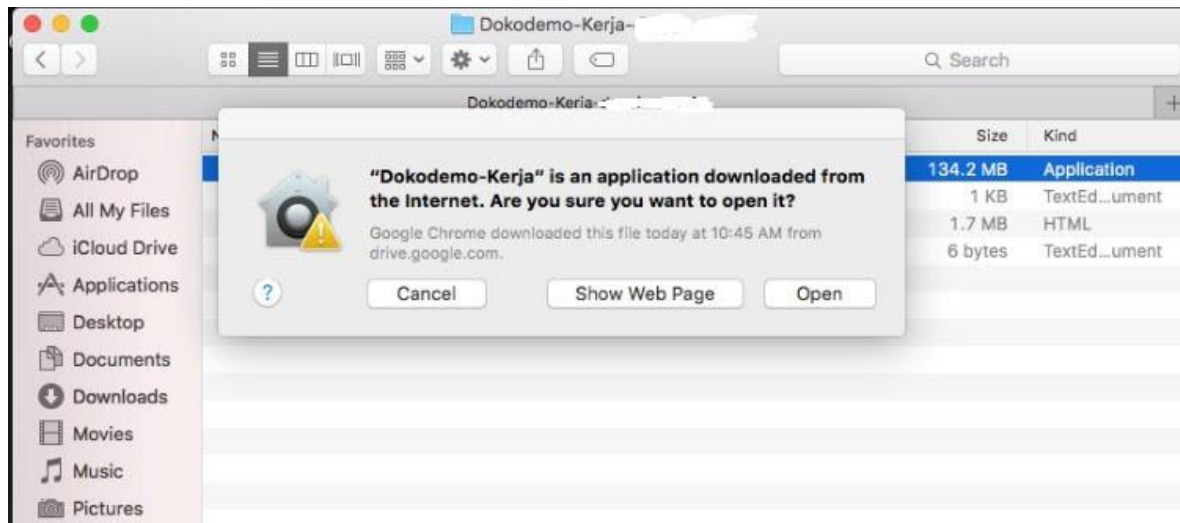 Dokodemo-Kerja-
Search
Dokodemo-Kerja-
Favorites
Size
Kind
AirDrop
134.2 MB
Application
1 KB
TextEd...ument
All My Files
1.7 MB
HTML
iCloud Drive
6 bytes
TextEd...ument
Applications
Desktop
Documents
Downloads
Movies
Music
Pictures
“Dokodemo-Kerja” is an application downloaded from
the Internet. Are you sure you want to open it?
Google Chrome downloaded this file today at 10:45 AM from
drive.google.com.
?
Cancel
Show Web Page
Open